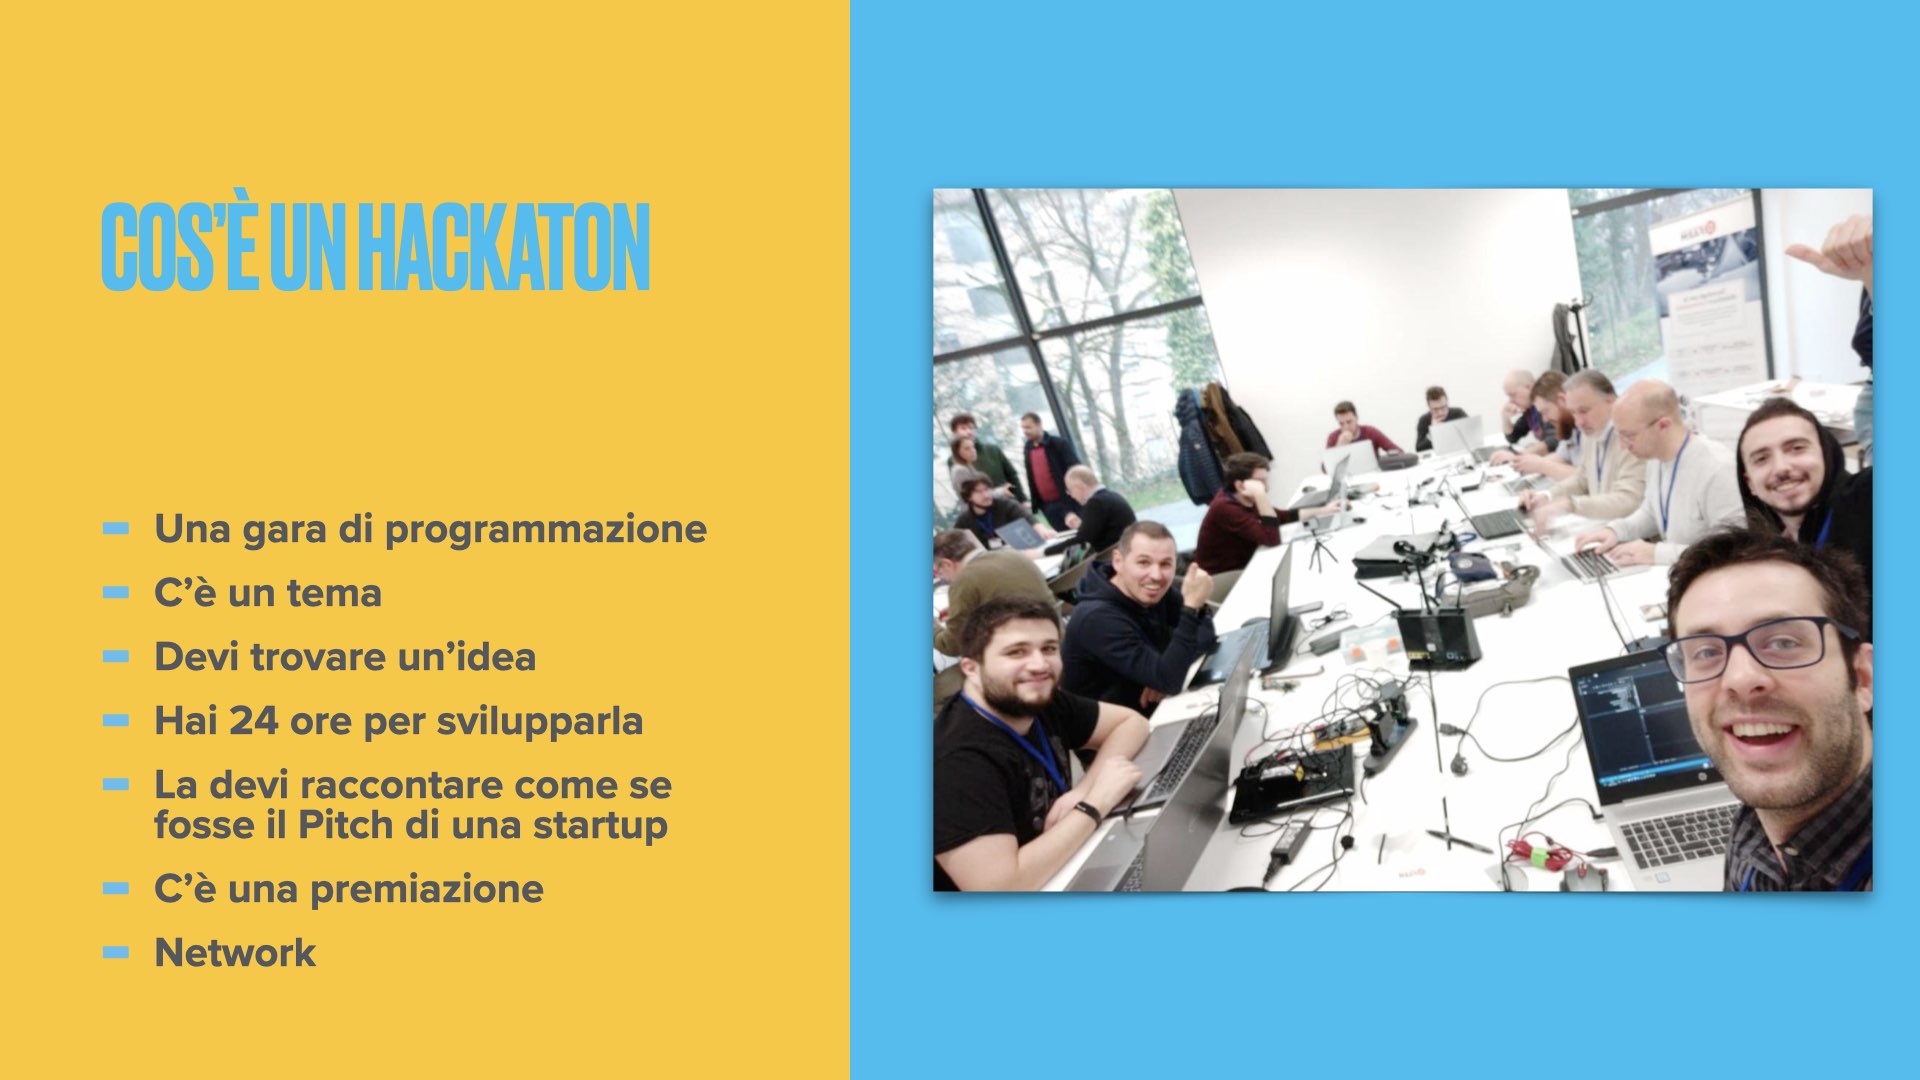 COS’È UN HACKATON
Una gara di programmazione
C’è un tema
Devi trovare un’idea
Hai 24 ore per svilupparla
La devi raccontare come se
fosse il Pitch di una startup
C’è una premiazione
Network